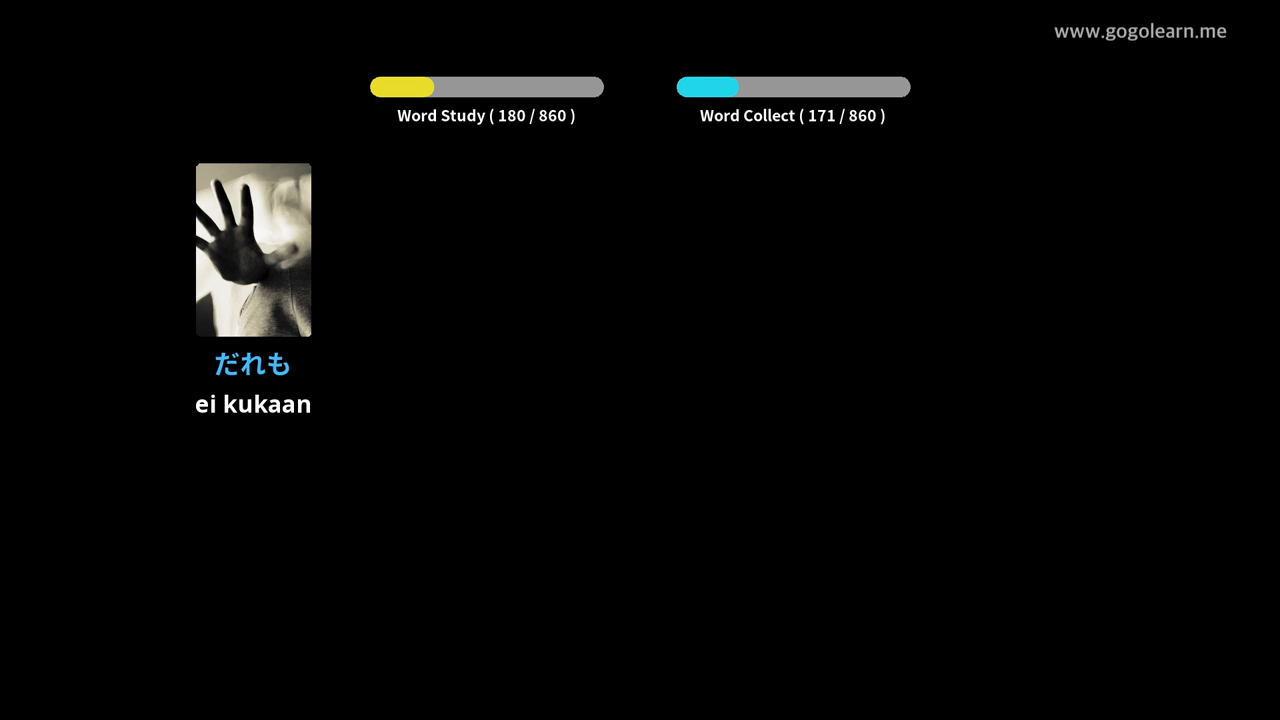 www.gogolearn.me
Word Study ( 180 / 860 )
Word Collect ( 171 / 860 )
だれも
ei kukaan